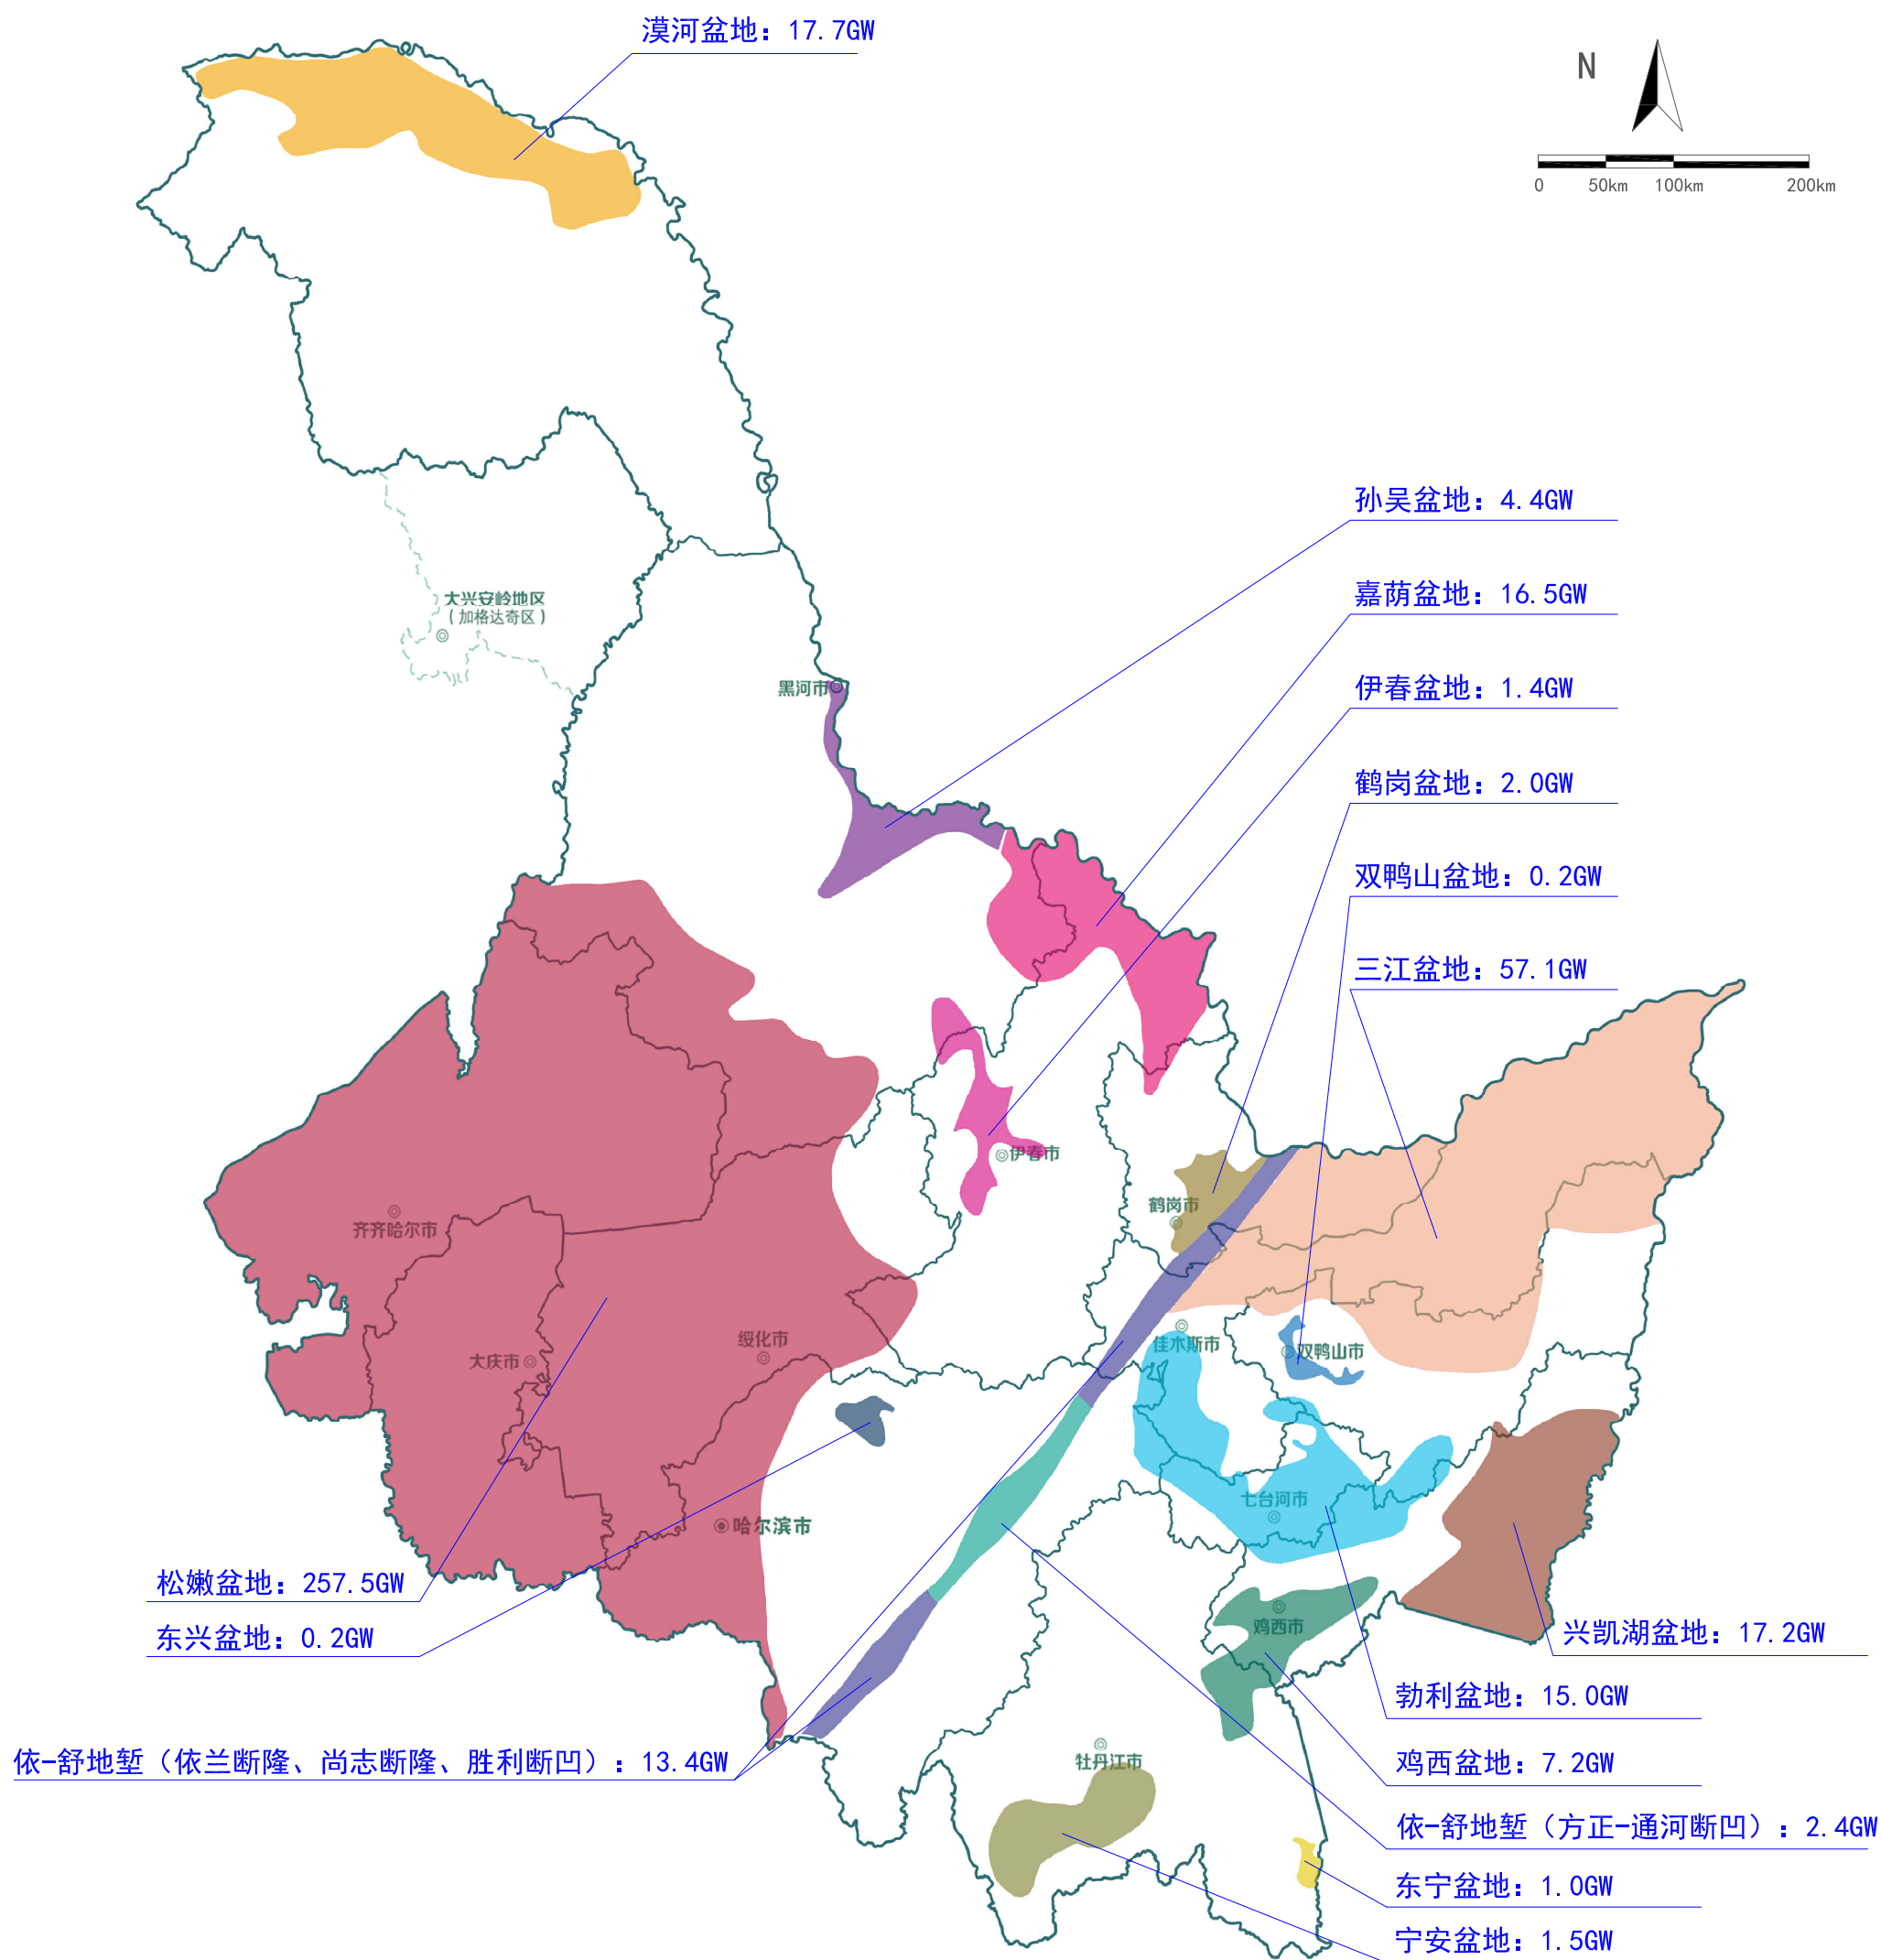 漠河盆地：17.7GW
N
0 50km 100km 200km
孙吴盆地：4.4GW
嘉荫盆地：16.5GW
大兴安岭地区
（加格达奇区）
伊春盆地：1.4GW
黑河市
鹤岗盆地：2.0GW
双鸭山盆地：0.2GW
三江盆地：57.1GW
伊春市
鹤岗市
齐齐哈尔市
绥化市
佳木斯市
双鸭山市
大庆市
七台河市
哈尔滨市
松嫩盆地：257.5GW
东兴盆地：0.2GW
鸡西市
兴凯湖盆地：17.2GW
勃利盆地：15.0GW
依-舒地堑（依兰断隆、尚志断隆、胜利断凹）：13.4GW
牡丹江市
鸡西盆地：7.2GW
依-舒地堑（方正-通河断凹）：2.4GW
东宁盆地：1.0GW
宁安盆地：1.5GW